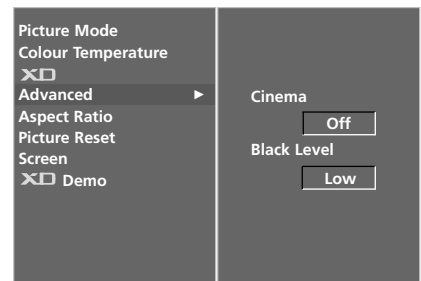 Picture Mode
Colour Temperature
XD
Advanced ►
Aspect Ratio
Picture Reset
Screen
XD Demo
Cinema
Off
Black Level
Low